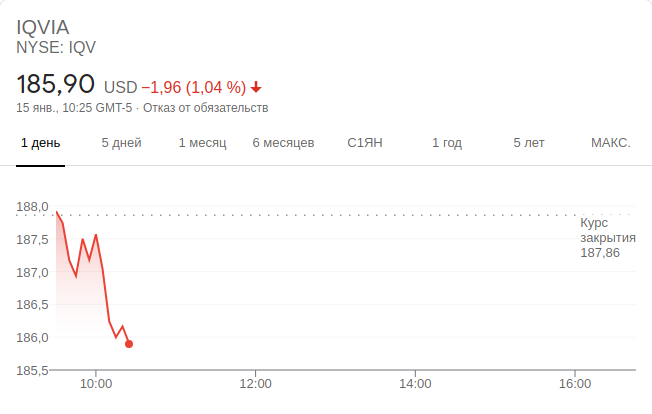 IQVIA
NYSE: IQV
185,90 USD −1,96 (1,04 %)
15 янв., 10:25 GMT-5 · Отказ от обязательств
1 день 5 дней 1 месяц 6 месяцев С1ЯН 1 год 5 лет МАКС.
188,0
Курс
закрытия
187,86
187,5
187,0
186,5
186,0
185,5
10:00 12:00 14:00 16:00